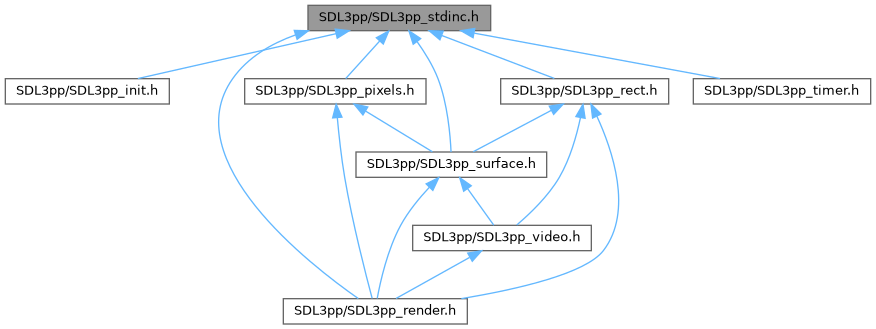 SDL3pp/SDL3pp_stdinc.h
SDL3pp/SDL3pp_init.h
SDL3pp/SDL3pp_pixels.h
SDL3pp/SDL3pp_rect.h
SDL3pp/SDL3pp_timer.h
SDL3pp/SDL3pp_surface.h
SDL3pp/SDL3pp_video.h
SDL3pp/SDL3pp_render.h